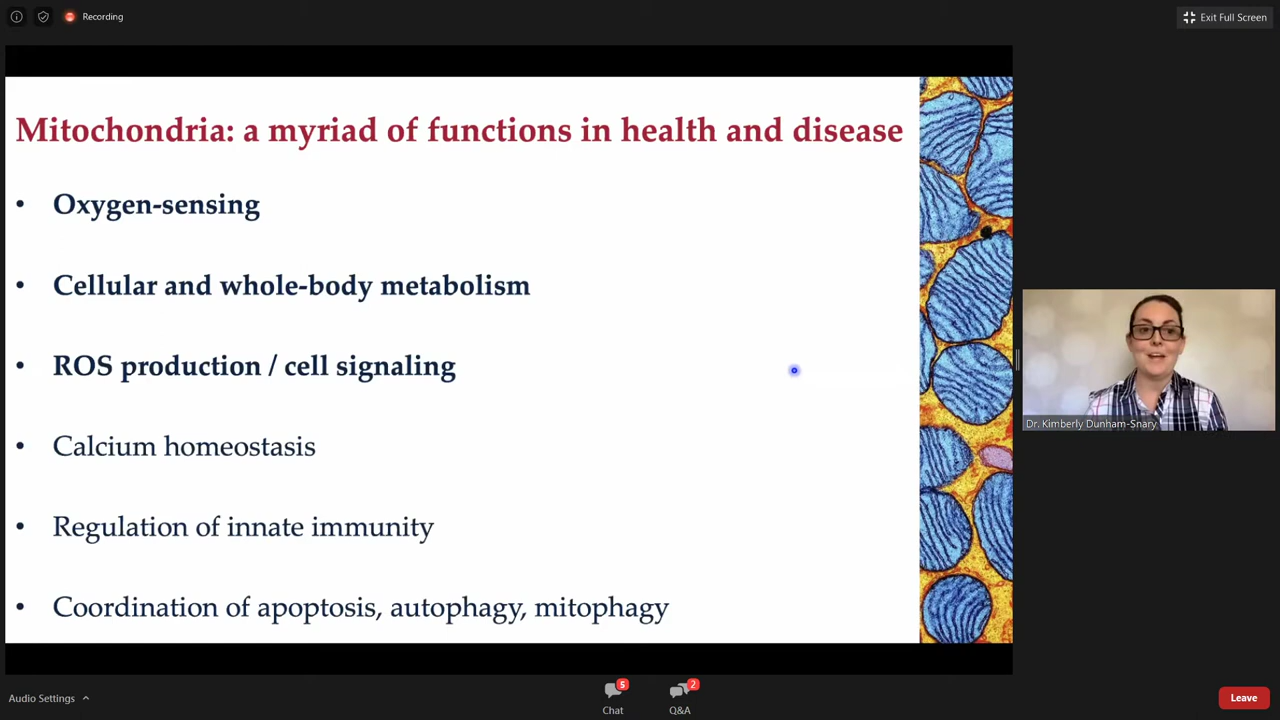 Recording
Exit Full Screen
Mitochondria: a myriad of functions in health and disease
• Oxygen-sensing
• Cellular and whole-body metabolism
• ROS production / cell signaling
• Calcium homeostasis
• Regulation of innate immunity
• Coordination of apoptosis, autophagy, mitophagy
Dr. Kimberly Dunham-Snary
Audio Settings
5
Chat
2
Q&A
Leave